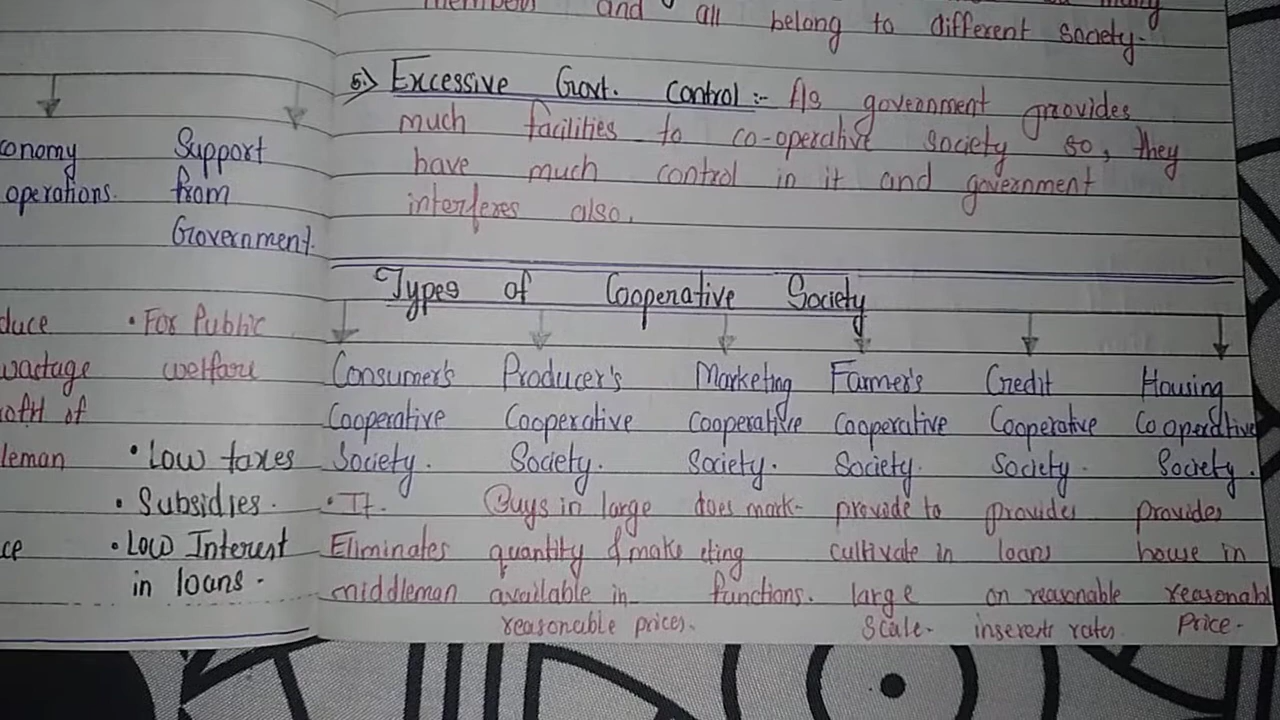 and all belong to different society.
5.) Excessive Govt. Control :- As government provides
much facilities to co-operative society so, they
have much control in it and government
interferes also.
Types of Cooperative Society
Consumer's Cooperative Society.
• It. Eliminates middleman
Producer's Cooperative Society.
Buys in large quantity & make available in reasonable prices.
Marketing Cooperative Society.
does mark- eting functions.
Farmer's Cooperative Society.
provide to cultivate in large Scale.
Credit Cooperative Society.
provides loans on reasonable
rates.
Housing Cooperative Society.
provides house in reasonabl Price.
onomy
operations.
Support
from
Government.
duce
wastage
of
leman
ce
• For Public
welfare
• Low taxes
• Subsidies.
• Low Interest
in loans.